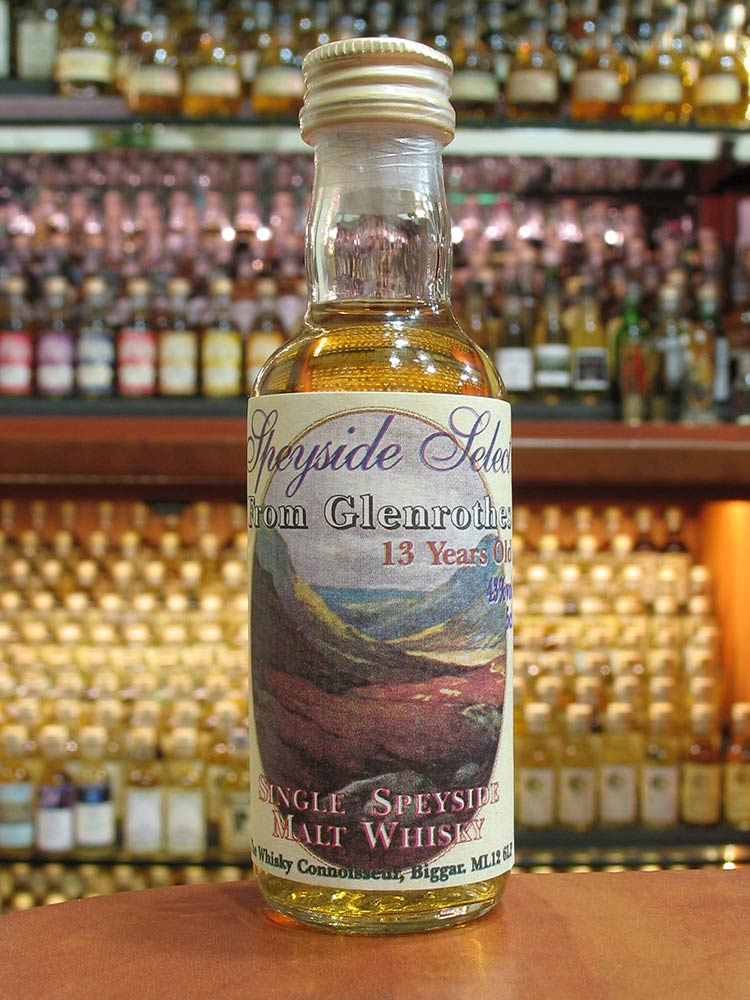 Speyside Select
From Glenrothes
13 Years Old
Single Speyside
Malt Whisky
Whisky Connoisseur, Biggar. ML12